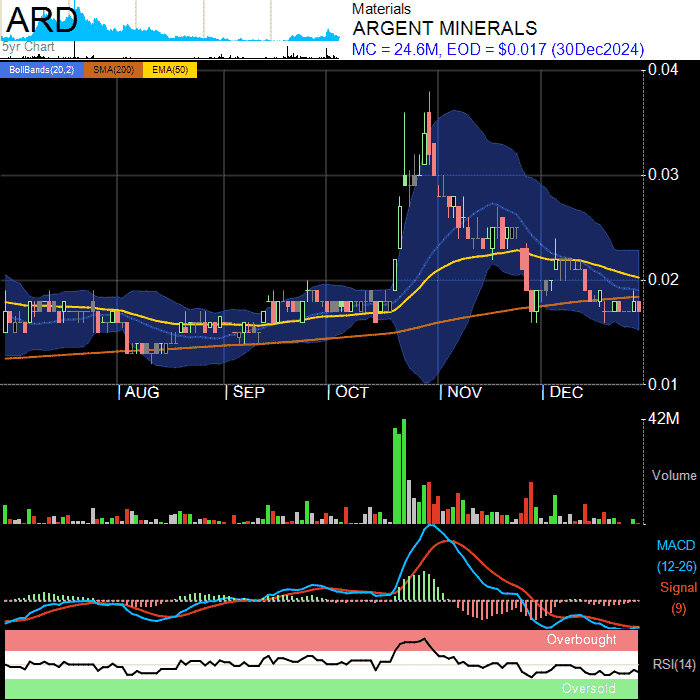 ARD
5yr Chart
Materials
ARGENT MINERALS
MC = 24.6M, EOD = $0.017 (30Dec2024)
BollBands(20,2) SMA(200) EMA(50)
0.04
0.03
0.02
0.01
AUG SEP OCT NOV DEC
42M
Volume
MACD
(12-26)
Signal
(9)
Overbought
RSI(14)
Oversold